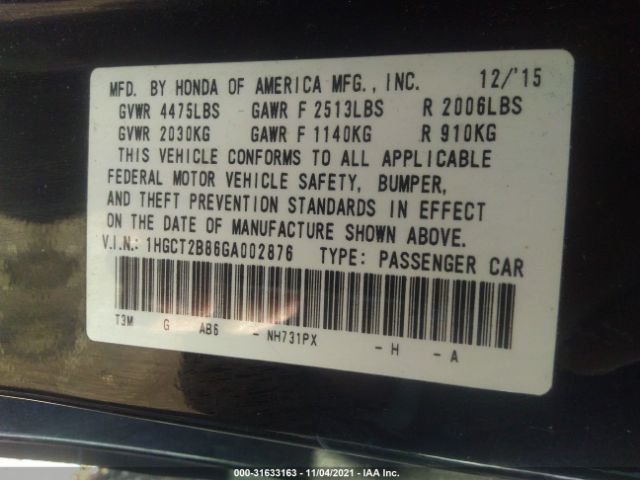 MFD. BY HONDA OF AMERICA MFG., INC. 12/'15
GVWR 4475LBS GAWR F 2513LBS R 2006LBS
GVWR 2030KG GAWR F 1140KG R 910KG
THIS VEHICLE CONFORMS TO ALL APPLICABLE
FEDERAL MOTOR VEHICLE SAFETY, BUMPER,
AND THEFT PREVENTION STANDARDS IN EFFECT
ON THE DATE OF MANUFACTURE SHOWN ABOVE.
V.I.N.: 1HGCT2B86GA002876 TYPE: PASSENGER CAR
T3M G AB6 - NH731PX - H - A
000-31633163 - 11/04/2021 - IAA Inc.